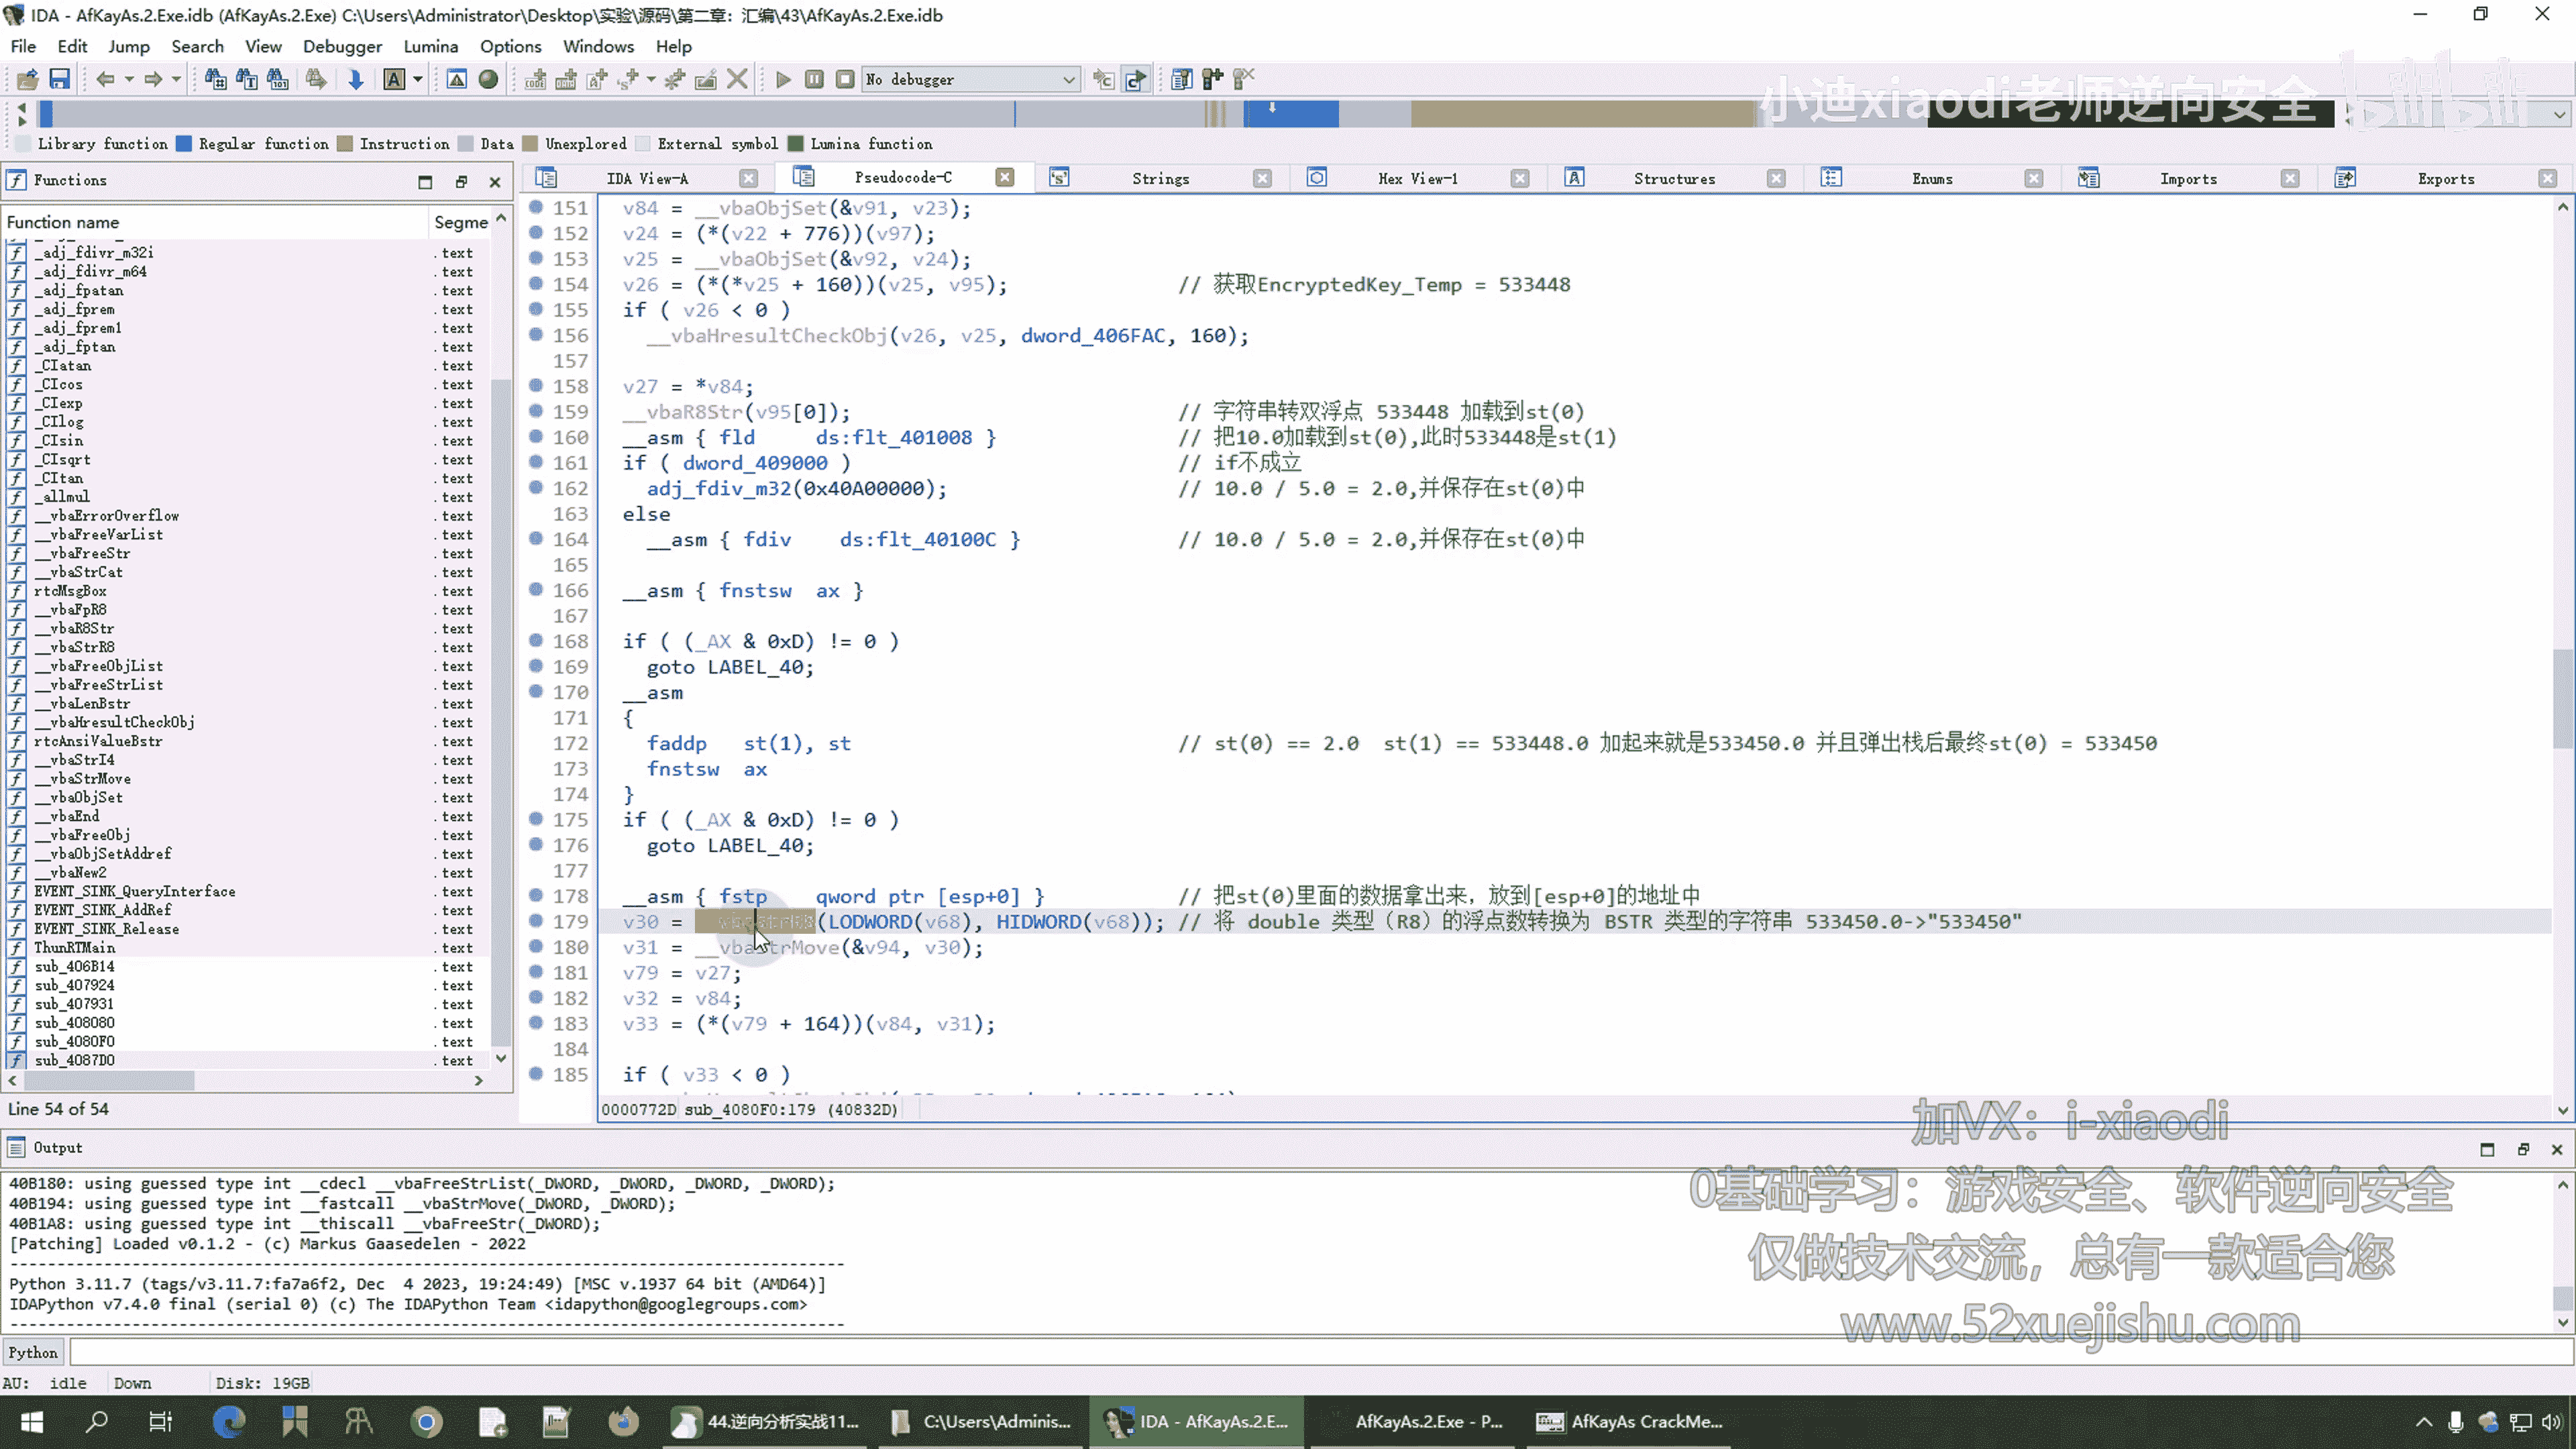 IDA - AfKayAs.2.Exe.idb (AfKayAs.2.Exe) C:\Users\Administrator\Desktop\实验\源码\第二章：汇编\43\AfKayAs.2.Exe.idb
File Edit Jump Search View Debugger Lumina Options Windows Help
No debugger
小迪xiaodi老师逆向安全
bilibili
Library function Regular function Instruction Data Unexplored External symbol Lumina function
Functions
IDA View-A Pseudocode-C Strings Hex View-1 Structures Enums Imports Exports
Function name Segme
_adj_fdivr_m32i .text
_adj_fdivr_m64 .text
_adj_fpatan .text
_adj_fprem .text
_adj_fprem1 .text
_adj_fptan .text
_CIatan .text
_CIcos .text
_CIexp .text
_CIlog .text
_CIsin .text
_CIsqrt .text
_CItan .text
_allmul .text
__vbaErrorOverflow .text
__vbaFreeVarList .text
__vbaFreeStr .text
__vbaStrCat .text
rtcMsgBox .text
__vbaFpR8 .text
__vbaR8Str .text
__vbaStrR8 .text
__vbaFreeObjList .text
__vbaFreeStrList .text
__vbaLenBstr .text
__vbaHresultCheckObj .text
rtcAnsiValueBstr .text
__vbaStrI4 .text
__vbaStrMove .text
__vbaObjSet .text
__vbaEnd .text
__vbaFreeObj .text
__vbaObjSetAddref .text
__vbaNew2 .text
EVENT_SINK_QueryInterface .text
EVENT_SINK_AddRef .text
EVENT_SINK_Release .text
ThunRTMain .text
sub_406B14 .text
sub_407924 .text
sub_407931 .text
sub_408080 .text
sub_4080F0 .text
sub_4087D0 .text
Line 54 of 54
151 v84 = __vbaObjSet(&v91, v23);
152 v24 = (*(v22 + 776))(v97);
153 v25 = __vbaObjSet(&v92, v24);
154 v26 = (*(*v25 + 160))(v25, v95); // 获取EncryptedKey_Temp = 533448
155 if ( v26 < 0 )
156 __vbaHresultCheckObj(v26, v25, dword_406FAC, 160);
157
158 v27 = *v84;
159 __vbaR8Str(v95[0]); // 字符串转双浮点 533448 加载到st(0)
160 __asm { fld ds:flt_401008 } // 把10.0加载到st(0),此时533448是st(1)
161 if ( dword_409000 ) // if不成立
162 adj_fdiv_m32(0x40A00000); // 10.0 / 5.0 = 2.0,并保存在st(0)中
163 else
164 __asm { fdiv ds:flt_40100C } // 10.0 / 5.0 = 2.0,并保存在st(0)中
165
166 __asm { fnstsw ax }
167
168 if ( (_AX & 0xD) != 0 )
169 goto LABEL_40;
170 __asm
171 {
172 faddp st(1), st // st(0) == 2.0 st(1) == 533448.0 加起来就是533450.0 并且弹出栈后最终st(0) = 533450
173 fnstsw ax
174 }
175 if ( (_AX & 0xD) != 0 )
176 goto LABEL_40;
177
178 __asm { fstp qword ptr [esp+0] } // 把st(0)里面的数据拿出来，放到[esp+0]的地址中
179 v30 = __vbaStrR8(LODWORD(v68), HIDWORD(v68)); // 将 double 类型（R8）的浮点数转换为 BSTR 类型的字符串 533450.0->"533450"
180 v31 = __vbaStrMove(&v94, v30);
181 v79 = v27;
182 v32 = v84;
183 v33 = (*(v79 + 164))(v84, v31);
184
185 if ( v33 < 0 )
0000772D sub_4080F0:179 (40832D)
Output
40B180: using guessed type int __cdecl __vbaFreeStrList(_DWORD, _DWORD, _DWORD, _DWORD);
40B194: using guessed type int __fastcall __vbaStrMove(_DWORD, _DWORD);
40B1A8: using guessed type int __thiscall __vbaFreeStr(_DWORD);
[Patching] Loaded v0.1.2 - (c) Markus Gaasedelen - 2022
Python 3.11.7 (tags/v3.11.7:fa7a6f2, Dec 4 2023, 19:24:49) [MSC v.1937 64 bit (AMD64)]
IDAPython v7.4.0 final (serial 0) (c) The IDAPython Team <idapython@googlegroups.com>
加VX：i-xiaodi
0基础学习：游戏安全、软件逆向安全
仅做技术交流，总有一款适合您
www.52xuejishu.com
Python
AU: idle Down Disk: 19GB
44.逆向分析实战11... C:\Users\Adminis... IDA - AfKayAs.2.E... AfKayAs.2.Exe - P... AfKayAs CrackMe...